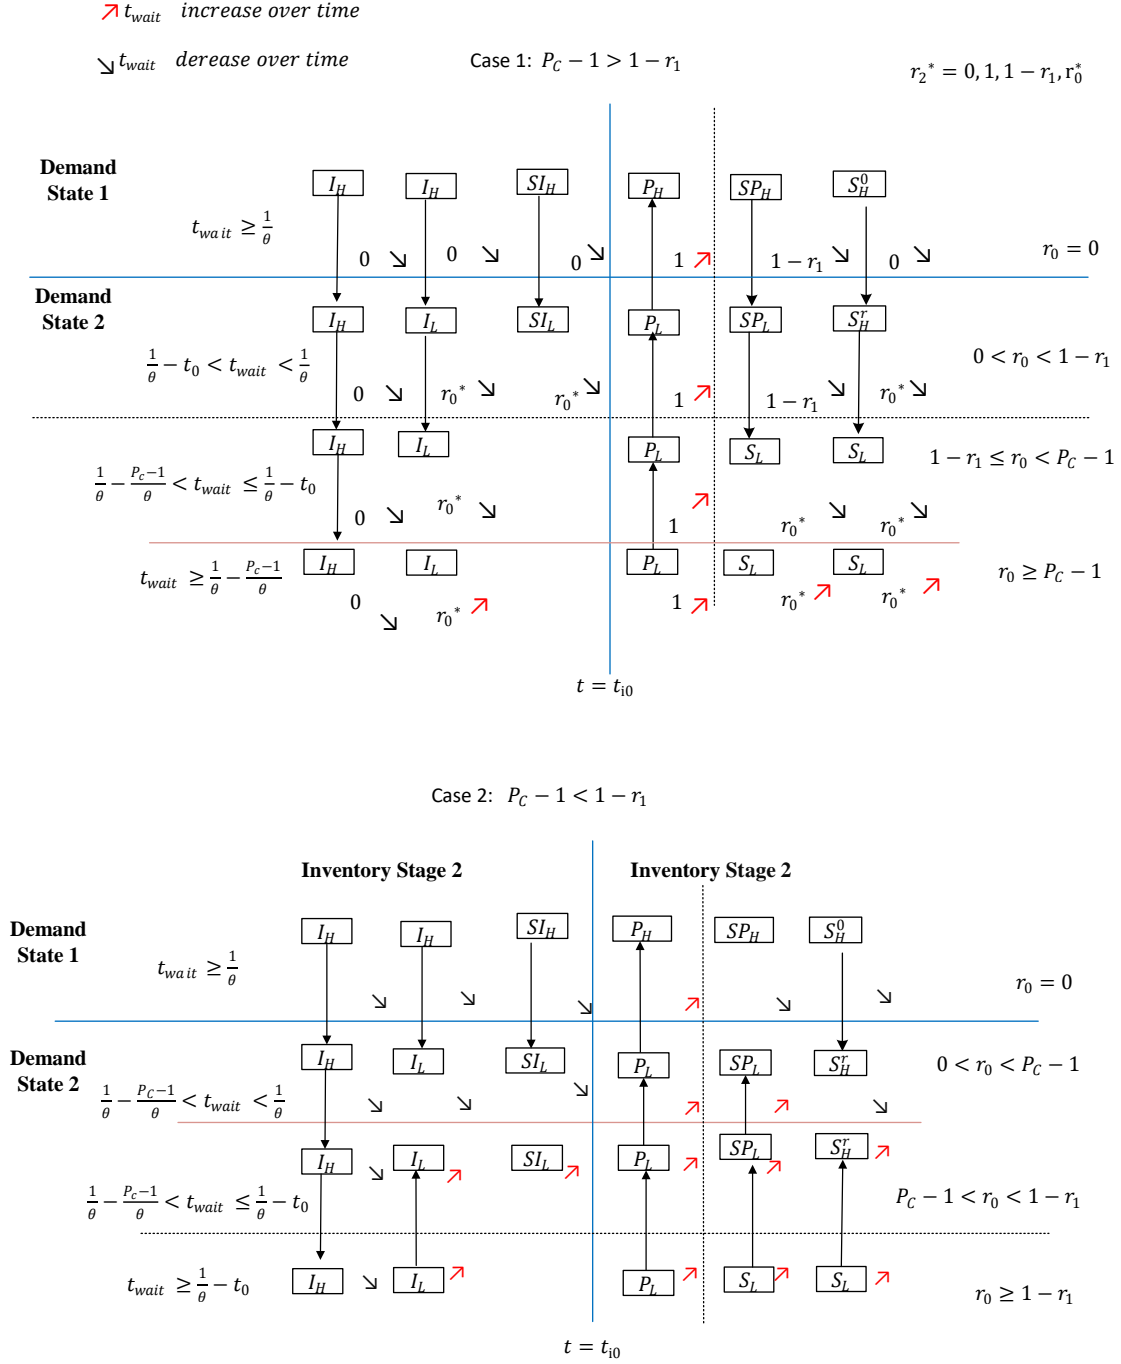 ↗ t_wait increase over time
↘ t_wait derease over time
Case 1: P_C − 1 > 1 − r_1
r_2^* = 0, 1, 1 − r_1, r_0^*
Demand State 1
I_H I_H SI_H P_H SP_H S_H^0
t_wait ≥ 1/θ
0 ↘ 0 ↘ 0 ↘ 1 ↗ 1 − r_1 ↘ 0 ↘
r_0 = 0
Demand State 2
I_H I_L SI_L P_L SP_L S_H^r
1/θ − t_0 < t_wait < 1/θ
0 < r_0 < 1 − r_1
0 ↘ r_0^* ↘ r_0^* ↘ 1 ↗ 1 − r_1 ↘ r_0^* ↘
I_H I_L P_L S_L S_L
1 − r_1 ≤ r_0 < P_C − 1
1/θ − (P_c−1)/θ < t_wait ≤ 1/θ − t_0
0 ↘ r_0^* ↘ 1 ↗ r_0^* ↘ r_0^* ↘
I_H I_L P_L S_L S_L
t_wait ≥ 1/θ − (P_c−1)/θ
r_0 ≥ P_C − 1
0 ↘ r_0^* ↗ 1 ↗ r_0^* ↗ r_0^* ↗
t = t_i0
Case 2: P_C − 1 < 1 − r_1
Inventory Stage 2 Inventory Stage 2
Demand State 1
I_H I_H SI_H P_H SP_H S_H^0
t_wait ≥ 1/θ
↘ ↘ ↘ ↗ ↘ ↘
r_0 = 0
Demand State 2
I_H I_L SI_L P_L SP_L S_H^r
0 < r_0 < P_C − 1
1/θ − (P_C−1)/θ < t_wait < 1/θ
↘ ↘ ↘ ↗ ↗ ↘
I_H I_L SI_L P_L SP_L S_H^r
↘ ↗ ↗ ↗ ↗ ↗
1/θ − (P_c−1)/θ < t_wait ≤ 1/θ − t_0
P_C − 1 < r_0 < 1 − r_1
I_H ↘ I_L ↗ P_L ↗ S_L ↗ S_L ↗
t_wait ≥ 1/θ − t_0
r_0 ≥ 1 − r_1
t = t_i0